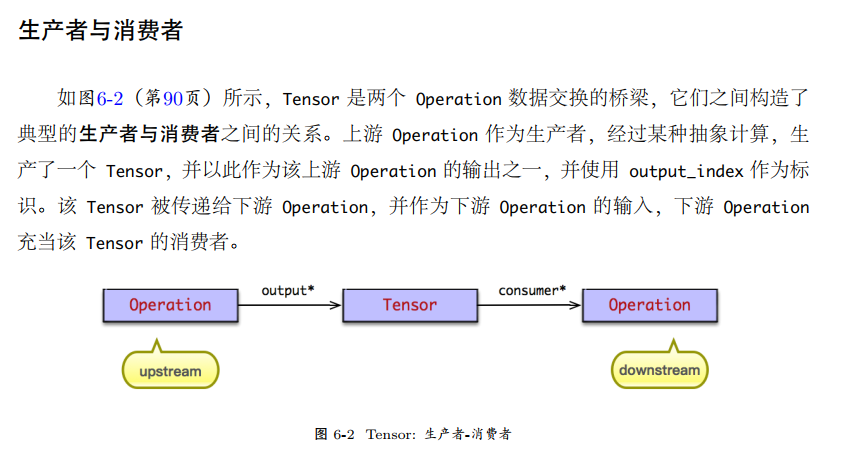 生产者与消费者
如图6-2（第90页）所示，Tensor 是两个 Operation 数据交换的桥梁，它们之间构造了
典型的生产者与消费者之间的关系。上游 Operation 作为生产者，经过某种抽象计算，生
产了一个 Tensor，并以此作为该上游 Operation 的输出之一，并使用 output_index 作为标
识。该 Tensor 被传递给下游 Operation，并作为下游 Operation 的输入，下游 Operation
充当该 Tensor 的消费者。
Operation output* Tensor consumer* Operation
upstream downstream
图 6-2 Tensor: 生产者-消费者